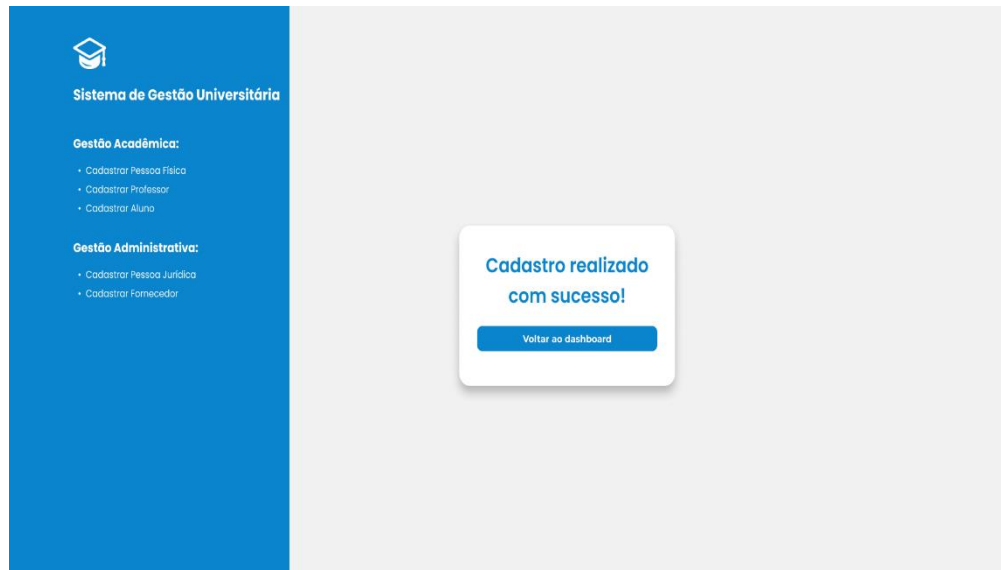 Sistema de Gestão Universitária
Gestão Acadêmica:
• Cadastrar Pessoa Física
• Cadastrar Professor
• Cadastrar Aluno
Gestão Administrativa:
• Cadastrar Pessoa Jurídica
• Cadastrar Fornecedor
Cadastro realizado
com sucesso!
Voltar ao dashboard